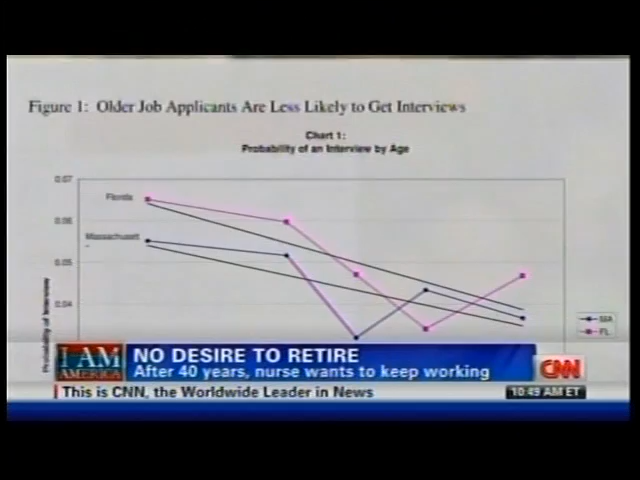 Figure 1: Older Job Applicants Are Less Likely to Get Interviews
Chart 1:
Probability of an Interview by Age
0.07
Florida
0.06
Massachusett
0.05
0.04
Probability of Interview
MA
FL
I AM
AMERICA
NO DESIRE TO RETIRE
After 40 years, nurse wants to keep working
CNN
This is CNN, the Worldwide Leader in News
10:49 AM ET